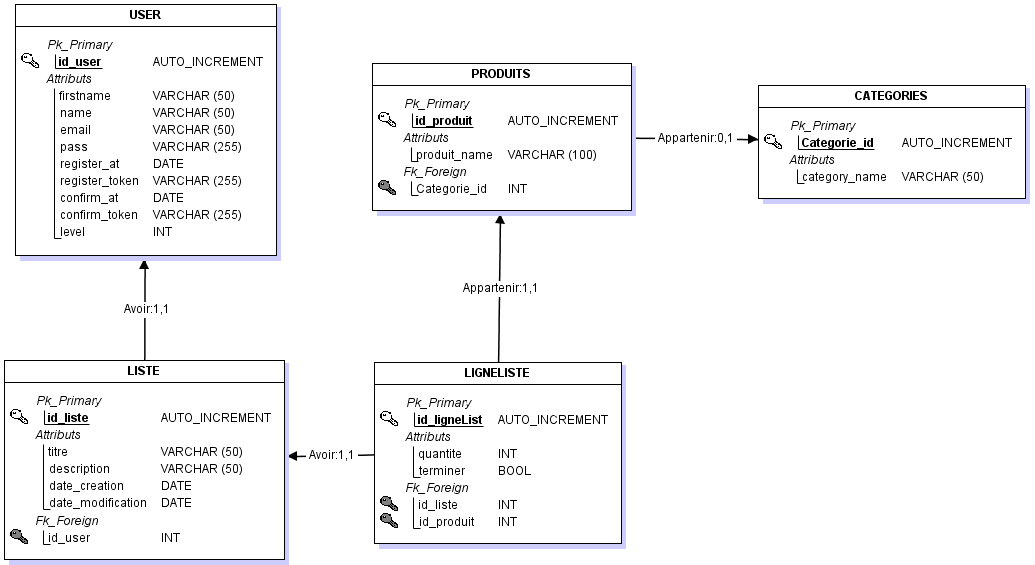 USER
Pk_Primary
id_user AUTO_INCREMENT
Attributs
firstname VARCHAR (50)
name VARCHAR (50)
email VARCHAR (50)
pass VARCHAR (255)
register_at DATE
register_token VARCHAR (255)
confirm_at DATE
confirm_token VARCHAR (255)
level INT
PRODUITS
Pk_Primary
id_produit AUTO_INCREMENT
Attributs
produit_name VARCHAR (100)
Fk_Foreign
Categorie_id INT
Appartenir:0,1
CATEGORIES
Pk_Primary
Categorie_id AUTO_INCREMENT
Attributs
category_name VARCHAR (50)
Avoir:1,1
Appartenir:1,1
LISTE
Pk_Primary
id_liste AUTO_INCREMENT
Attributs
titre VARCHAR (50)
description VARCHAR (50)
date_creation DATE
date_modification DATE
Fk_Foreign
id_user INT
Avoir:1,1
LIGNELISTE
Pk_Primary
id_ligneList AUTO_INCREMENT
Attributs
quantite INT
terminer BOOL
Fk_Foreign
id_liste INT
id_produit INT